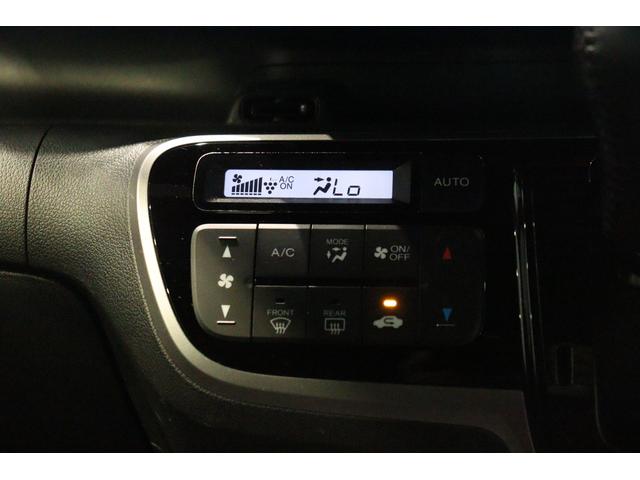 A/C
ON
Lo
AUTO
A/C
MODE
ON/
OFF
FRONT
REAR